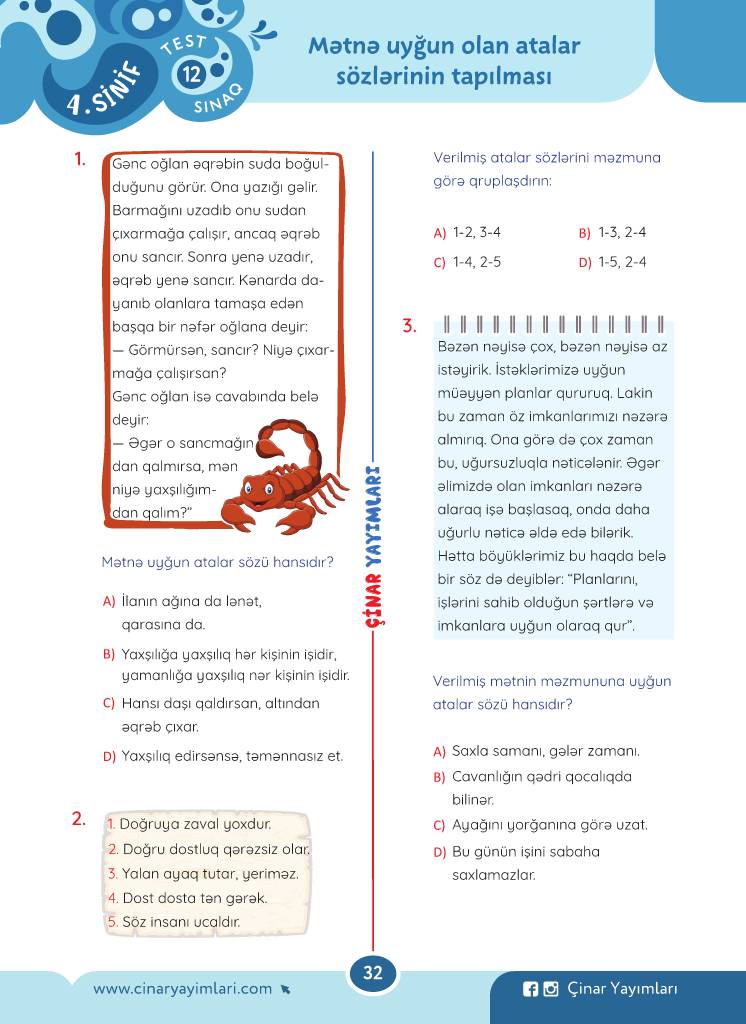 4. SİNİF
TEST
12
SINAQ
Mətnə uyğun olan atalar
sözlərinin tapılması
1.
Gənc oğlan əqrəbin suda boğul-
duğunu görür. Ona yazığı gəlir.
Barmağını uzadıb onu sudan
çıxarmağa çalışır, ancaq əqrəb
onu sancır. Sonra yenə uzadır,
əqrəb yenə sancır. Kənarda da-
yanıb olanlara tamaşa edən
başqa bir nəfər oğlana deyir:
— Görmürsən, sancır? Niyə çıxar-
mağa çalışırsan?
Gənc oğlan isə cavabında belə
deyir:
— Əgər o sancmağın
dan qalmırsa, mən
niyə yaxşılığım-
dan qalım?”
Mətnə uyğun atalar sözü hansıdır?
A) İlanın ağına da lənət,
qarasına da.
B) Yaxşılığa yaxşılıq hər kişinin işidir,
yamanlığa yaxşılıq nər kişinin işidir.
C) Hansı daşı qaldırsan, altından
əqrəb çıxar.
D) Yaxşılıq edirsənsə, təmənnasız et.
2.
1. Doğruya zaval yoxdur.
2. Doğru dostluq qərəzsiz olar.
3. Yalan ayaq tutar, yeriməz.
4. Dost dosta tən gərək.
5. Söz insanı ucaldır.
ÇİNAR YAYIMLARI
Verilmiş atalar sözlərini məzmuna
görə qruplaşdırın:
A) 1-2, 3-4
B) 1-3, 2-4
C) 1-4, 2-5
D) 1-5, 2-4
3.
Bəzən nəyisə çox, bəzən nəyisə az
istəyirik. İstəklərimizə uyğun
müəyyən planlar qururuq. Lakin
bu zaman öz imkanlarımızı nəzərə
almırıq. Ona görə də çox zaman
bu, uğursuzluqla nəticələnir. Əgər
əlimizdə olan imkanları nəzərə
alaraq işə başlasaq, onda daha
uğurlu nəticə əldə edə bilərik.
Hətta böyüklərimiz bu haqda belə
bir söz də deyiblər: “Planlarını,
işlərini sahib olduğun şərtlərə və
imkanlara uyğun olaraq qur”.
Verilmiş mətnin məzmununa uyğun
atalar sözü hansıdır?
A) Saxla samanı, gələr zamanı.
B) Cavanlığın qədri qocalıqda
bilinər.
C) Ayağını yorğanına görə uzat.
D) Bu günün işini sabaha
saxlamazlar.
www.cinaryayimlari.com
32
Çinar Yayımları